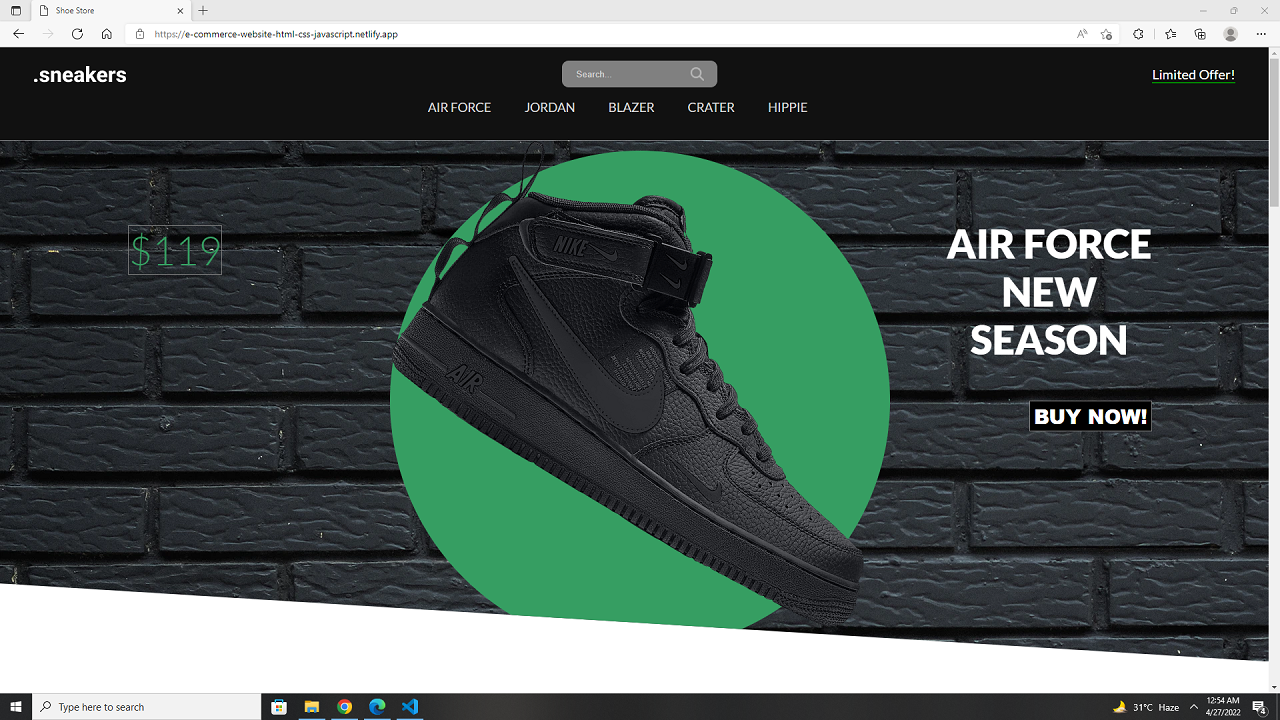 Shoe Store
https://e-commerce-website-html-css-javascript.netlify.app
.sneakers
Search...
Limited Offer!
AIR FORCE JORDAN BLAZER CRATER HIPPIE
$119
NIKE
AIR
AIR FORCE
NEW
SEASON
BUY NOW!
Type here to search
31°C Haze
12:54 AM
4/27/2022
4